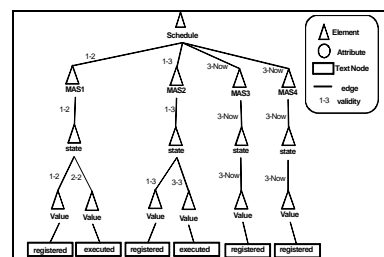 Schedule
Element
Attribute
Text Node
edge
1-3 validity
1-2 1-3 3-Now 3-Now
MAS1 MAS2 MAS3 MAS4
1-2 1-3 3-Now 3-Now
state state state state
1-2 2-2 1-3 3-3 3-Now 3-Now
Value Value Value Value Value Value
registered executed registered executed registered registered